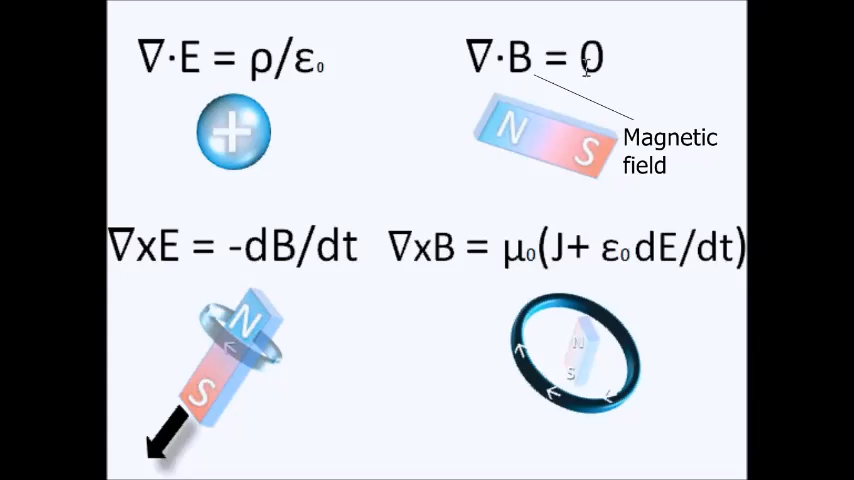 ∇·E = ρ/ε₀
∇·B = 0
+
N
S
Magnetic
field
∇xE = -dB/dt
∇xB = μ₀(J+ ε₀dE/dt)
N
S
N
S